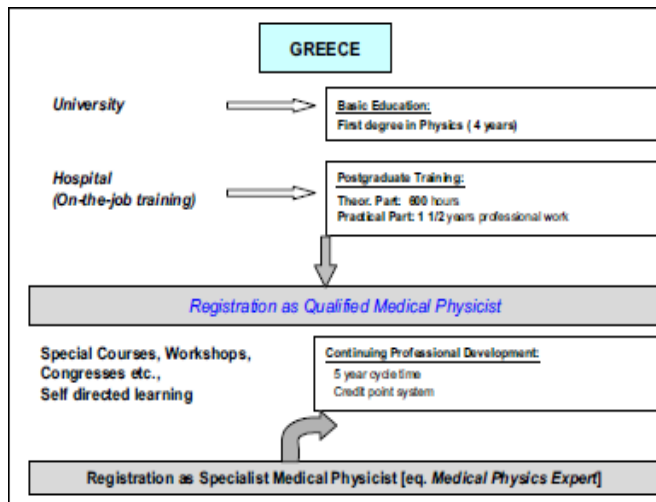 GREECE
University
Basic Education:
First degree in Physics ( 4 years)
Hospital
(On-the-job training)
Postgraduate Training:
Theor. Part: 600 hours
Practical Part: 1 1/2 years professional work
Registration as Qualified Medical Physicist
Special Courses, Workshops,
Congresses etc.,
Self directed learning
Continuing Professional Development:
5 year cycle time
Credit point system
Registration as Specialist Medical Physicist [eq. Medical Physics Expert]